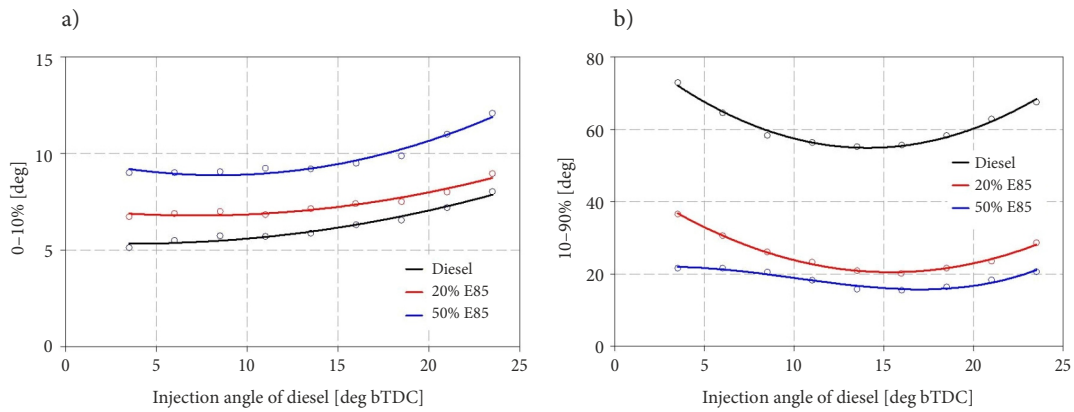 a)
15
10
5
0
0–10% [deg]
Diesel
20% E85
50% E85
0 5 10 15 20 25
Injection angle of diesel [deg bTDC]
b)
80
60
40
20
0
10–90% [deg]
Diesel
20% E85
50% E85
0 5 10 15 20 25
Injection angle of diesel [deg bTDC]